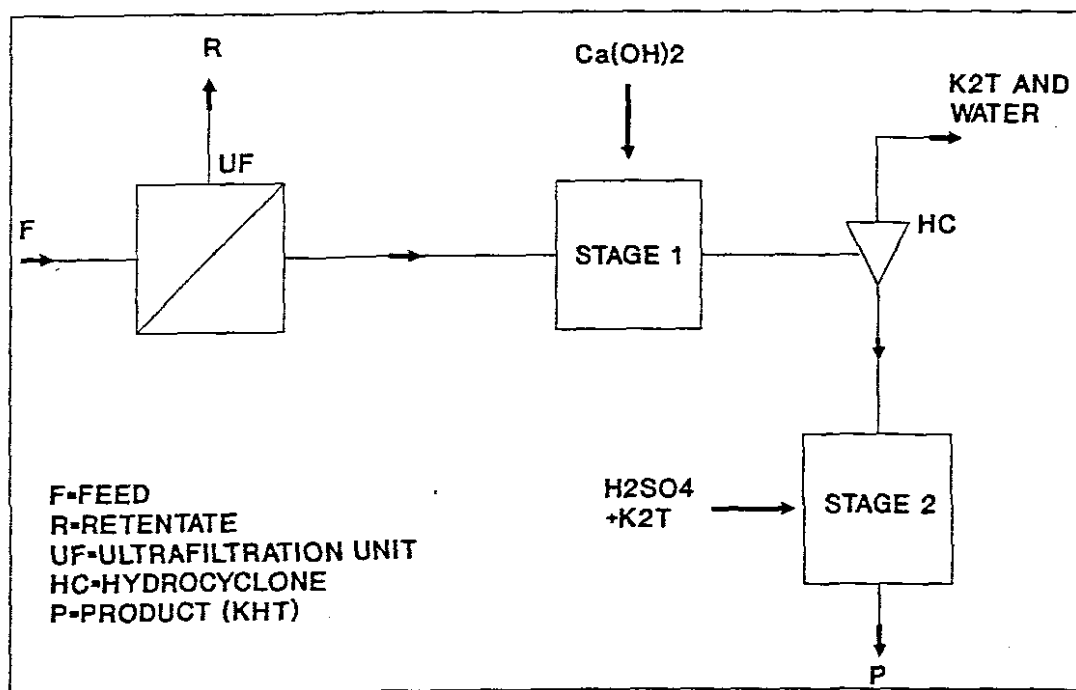 R
Ca(OH)2
K2T AND
WATER
UF
F
STAGE 1
HC
H2SO4
+K2T
STAGE 2
F=FEED
R=RETENTATE
UF=ULTRAFILTRATION UNIT
HC=HYDROCYCLONE
P=PRODUCT (KHT)
P